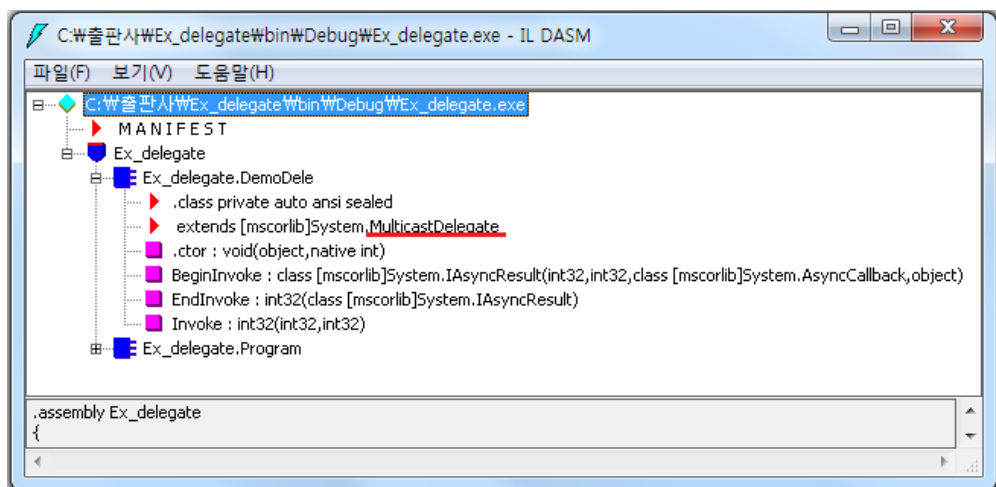 C:₩출판사₩Ex_delegate₩bin₩Debug₩Ex_delegate.exe - IL DASM
파일(F) 보기(V) 도움말(H)
C:₩출판사₩Ex_delegate₩bin₩Debug₩Ex_delegate.exe
M A N I F E S T
Ex_delegate
Ex_delegate.DemoDele
.class private auto ansi sealed
extends [mscorlib]System.MulticastDelegate
.ctor : void(object,native int)
BeginInvoke : class [mscorlib]System.IAsyncResult(int32,int32,class [mscorlib]System.AsyncCallback,object)
EndInvoke : int32(class [mscorlib]System.IAsyncResult)
Invoke : int32(int32,int32)
Ex_delegate.Program
.assembly Ex_delegate
{